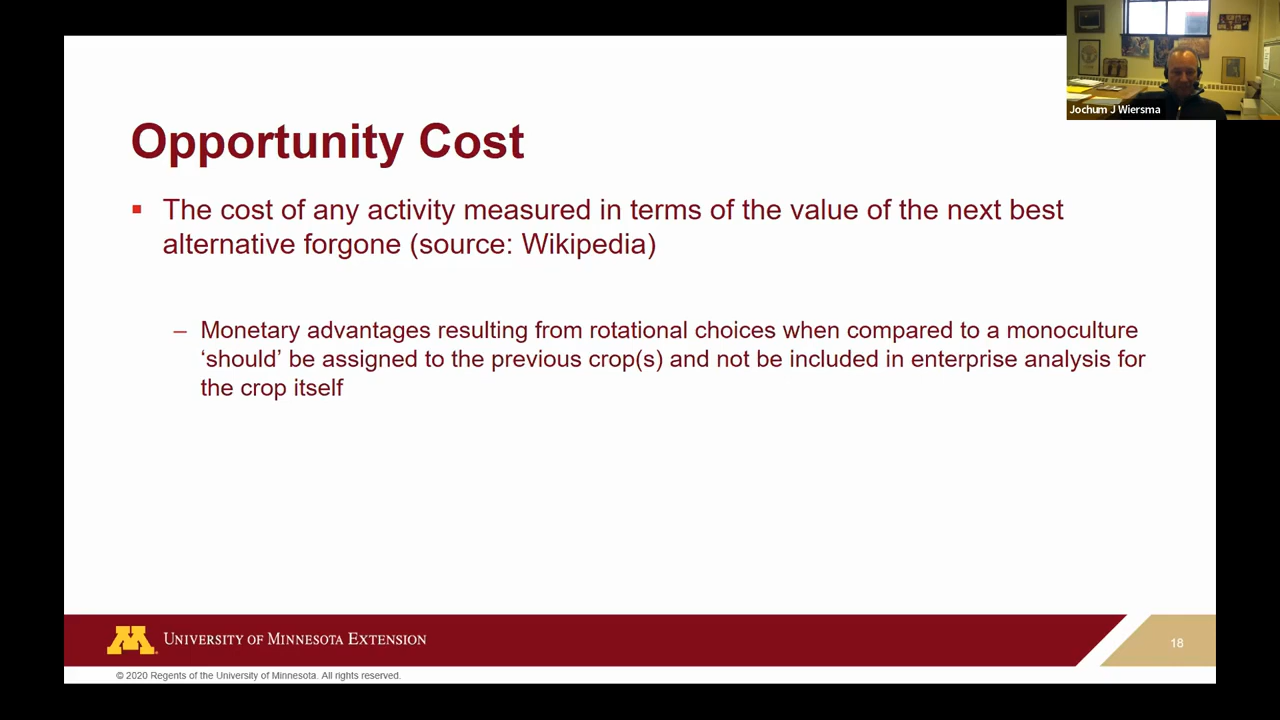 Jochum J Wiersma
Opportunity Cost
▪ The cost of any activity measured in terms of the value of the next best
alternative forgone (source: Wikipedia)
– Monetary advantages resulting from rotational choices when compared to a monoculture
‘should’ be assigned to the previous crop(s) and not be included in enterprise analysis for
the crop itself
M UNIVERSITY OF MINNESOTA EXTENSION
18
© 2020 Regents of the University of Minnesota. All rights reserved.